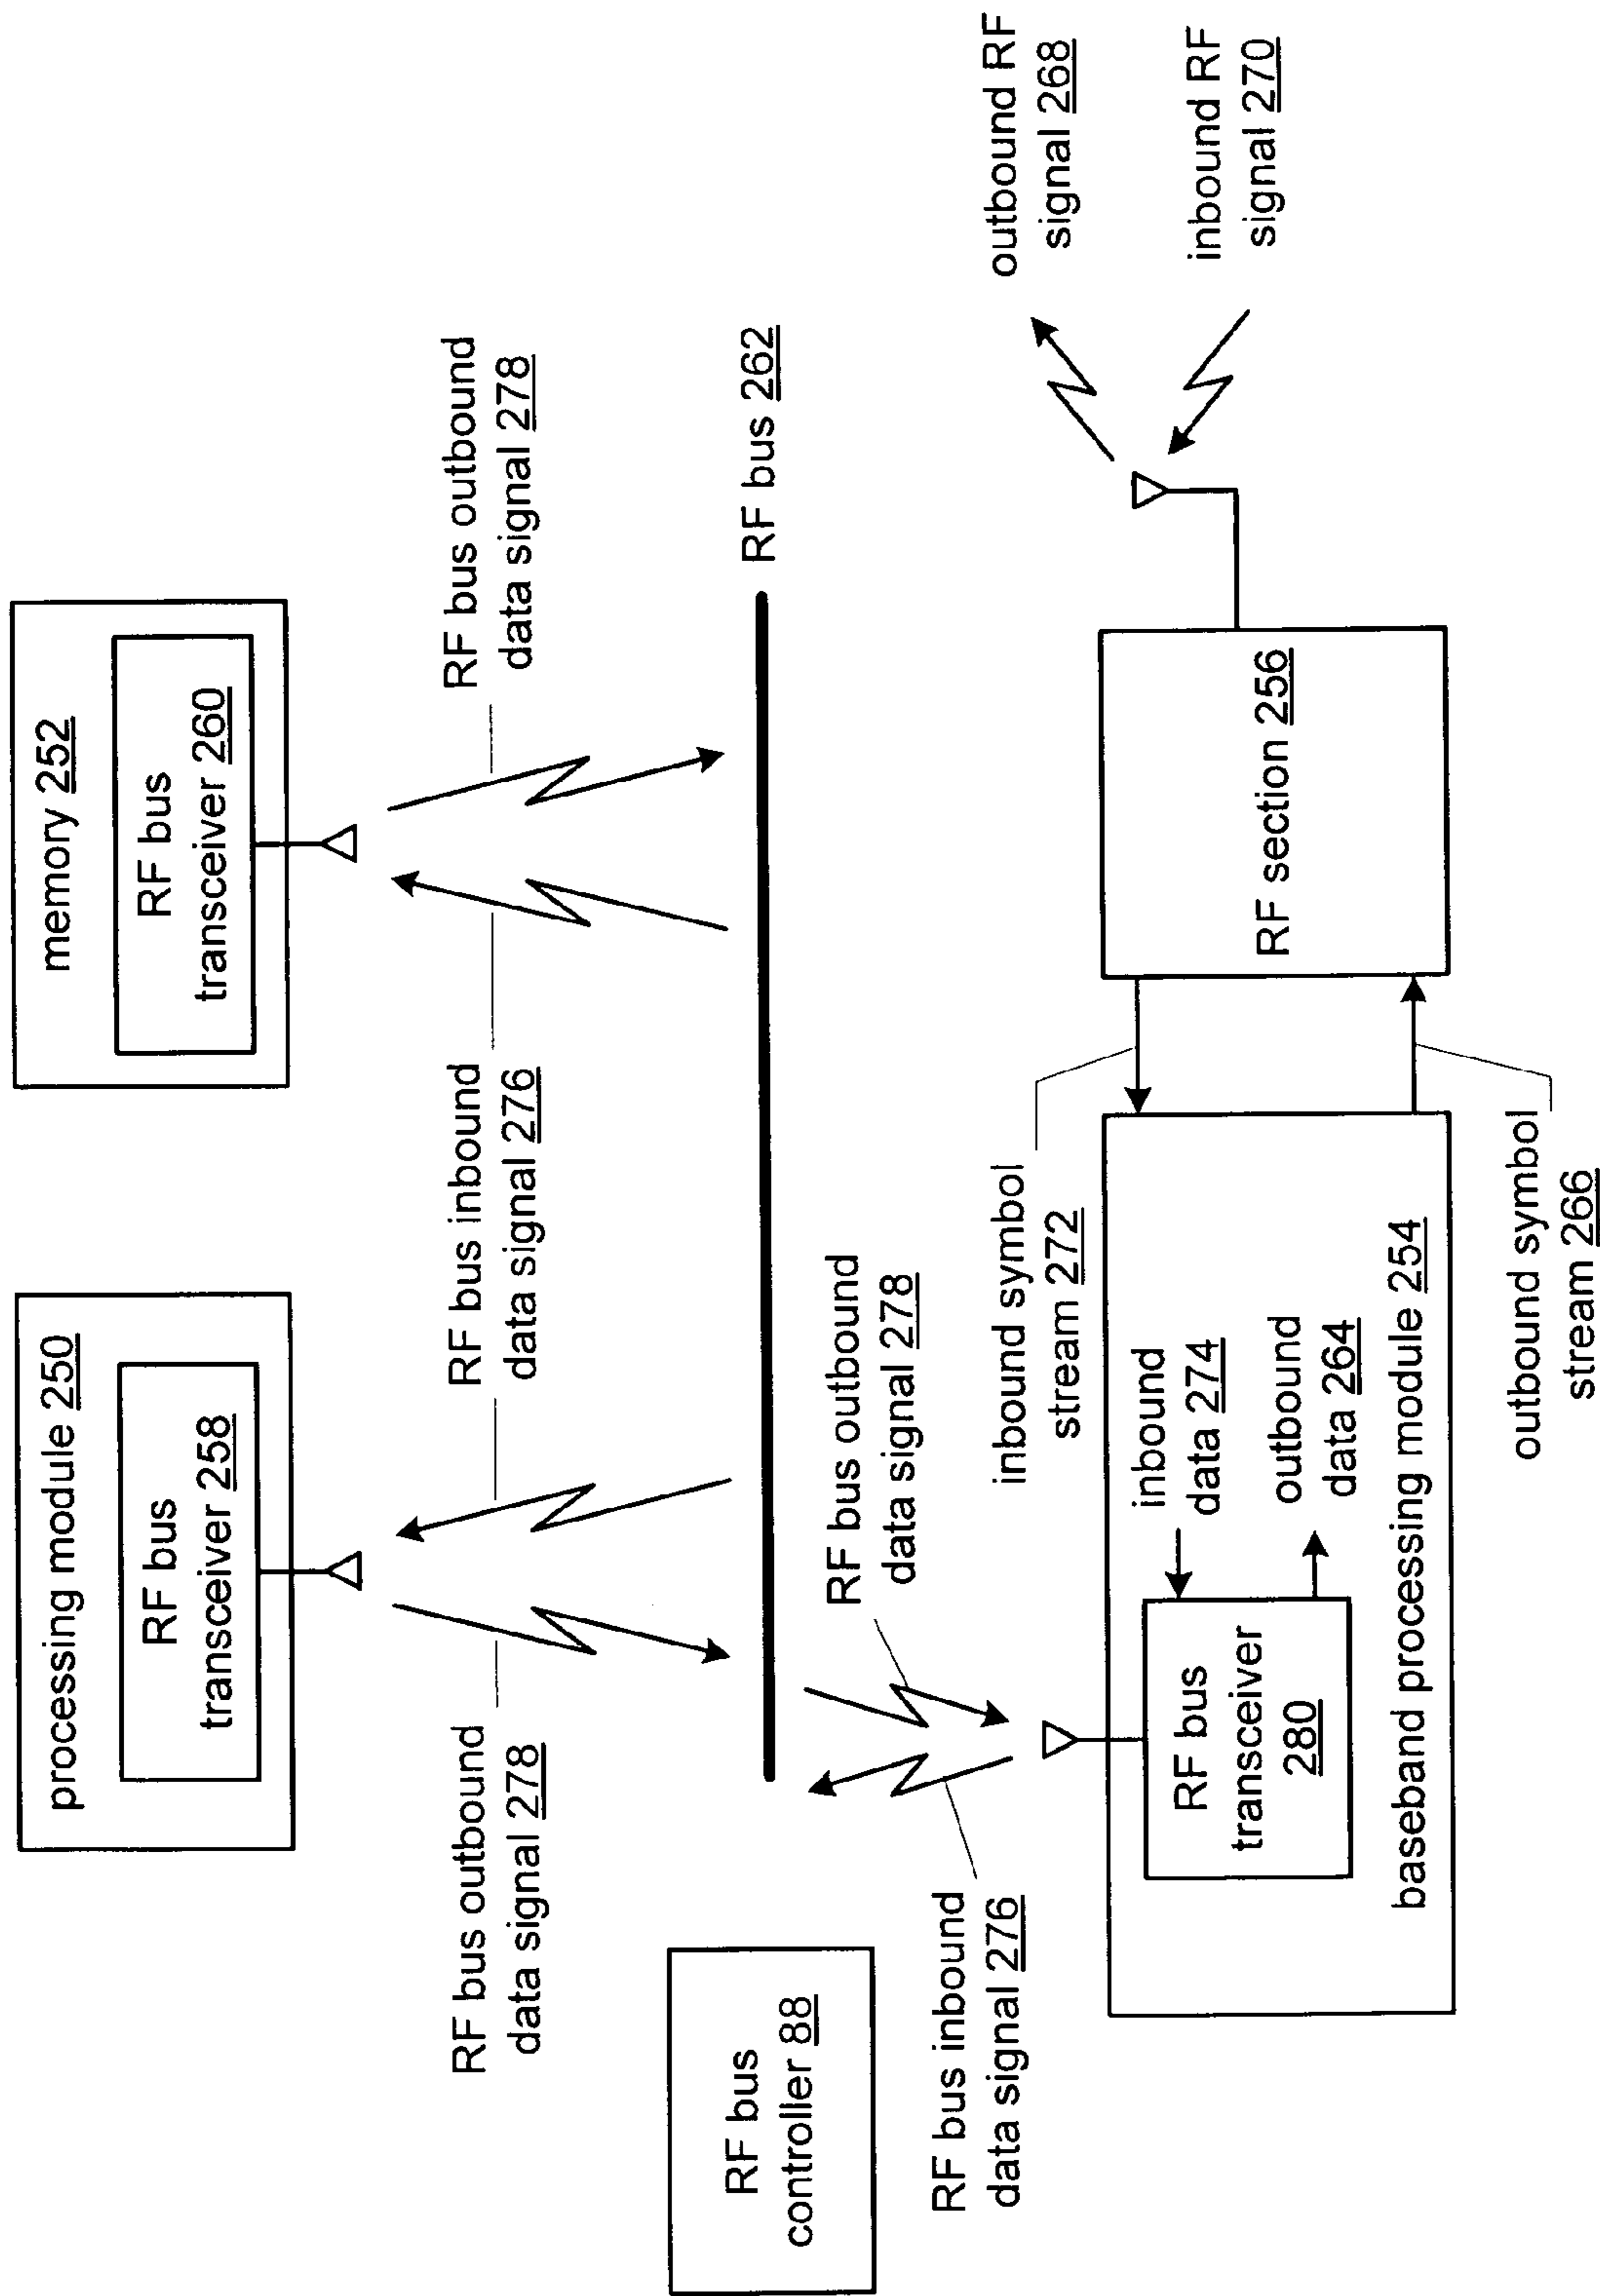 processing module 250
RF bus
transceiver 258
memory 252
RF bus
transceiver 260
RF bus outbound
data signal 278
RF bus inbound
data signal 276
RF bus outbound
data signal 278
RF bus
controller 88
RF bus 262
RF bus inbound
data signal 276
RF bus outbound
data signal 278
inbound symbol
stream 272
outbound RF
signal 268
inbound RF
signal 270
RF bus
transceiver
280
inbound
data 274
outbound
data 264
baseband processing module 254
RF section 256
outbound symbol
stream 266